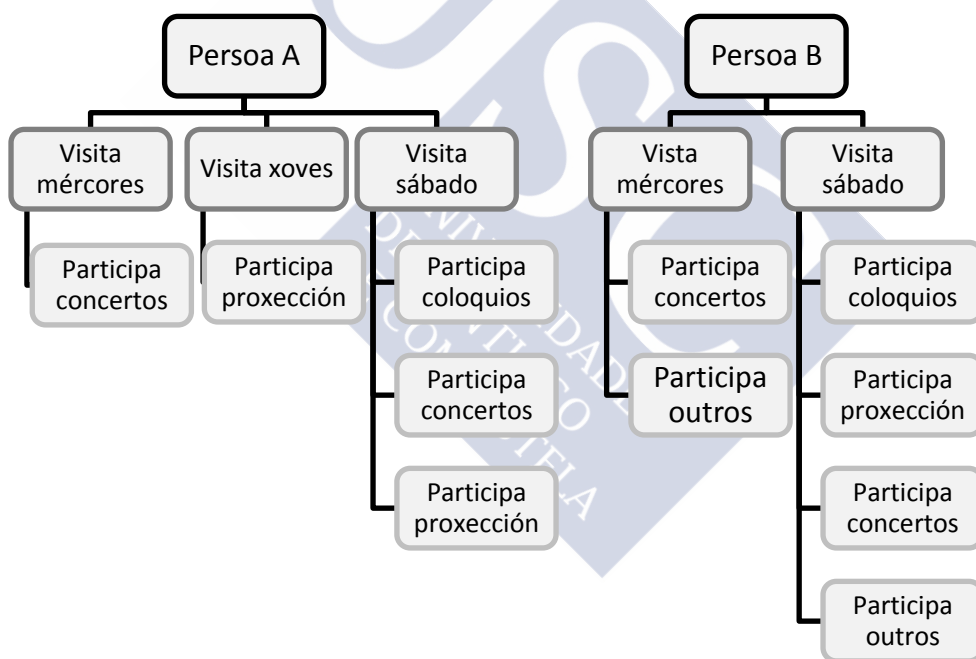 Persoa A
Visita
mércores
Participa
concertos
Visita xoves
Participa
proxección
Visita
sábado
Participa
coloquios
Participa
concertos
Participa
proxección
Persoa B
Vista
mércores
Participa
concertos
Participa
outros
Visita
sábado
Participa
coloquios
Participa
proxección
Participa
concertos
Participa
outros